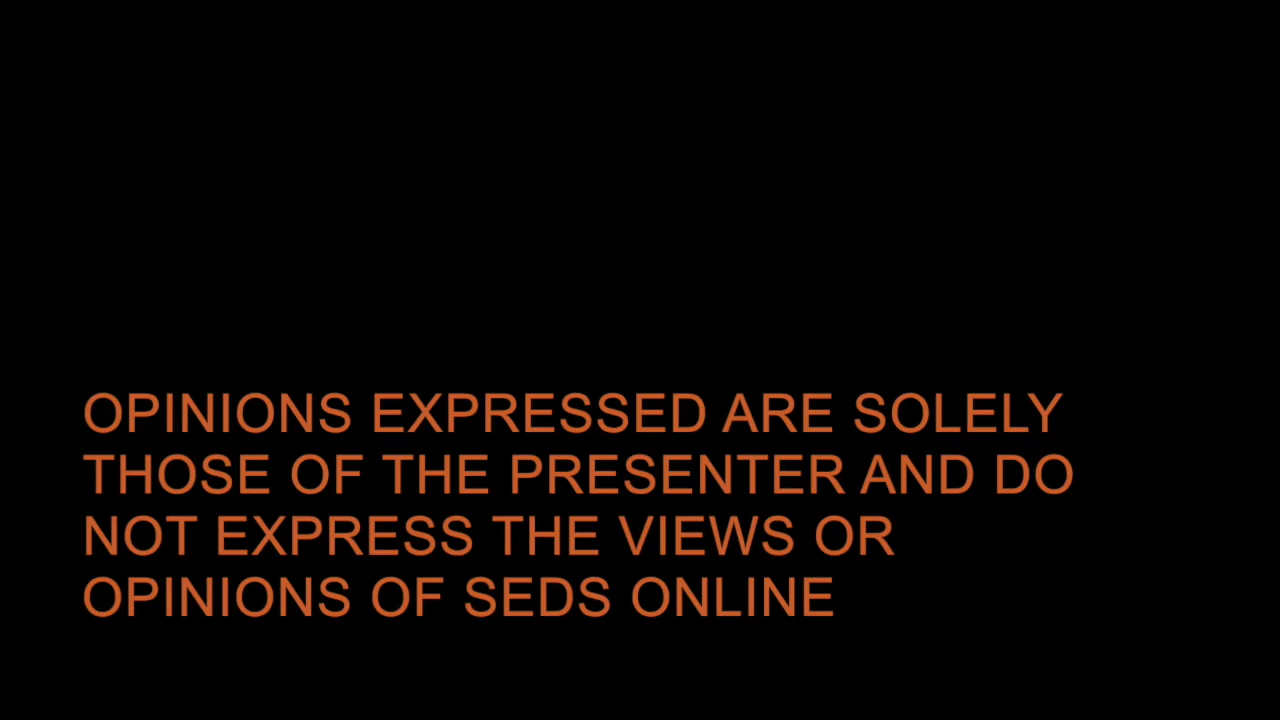 OPINIONS EXPRESSED ARE SOLELY
THOSE OF THE PRESENTER AND DO
NOT EXPRESS THE VIEWS OR
OPINIONS OF SEDS ONLINE